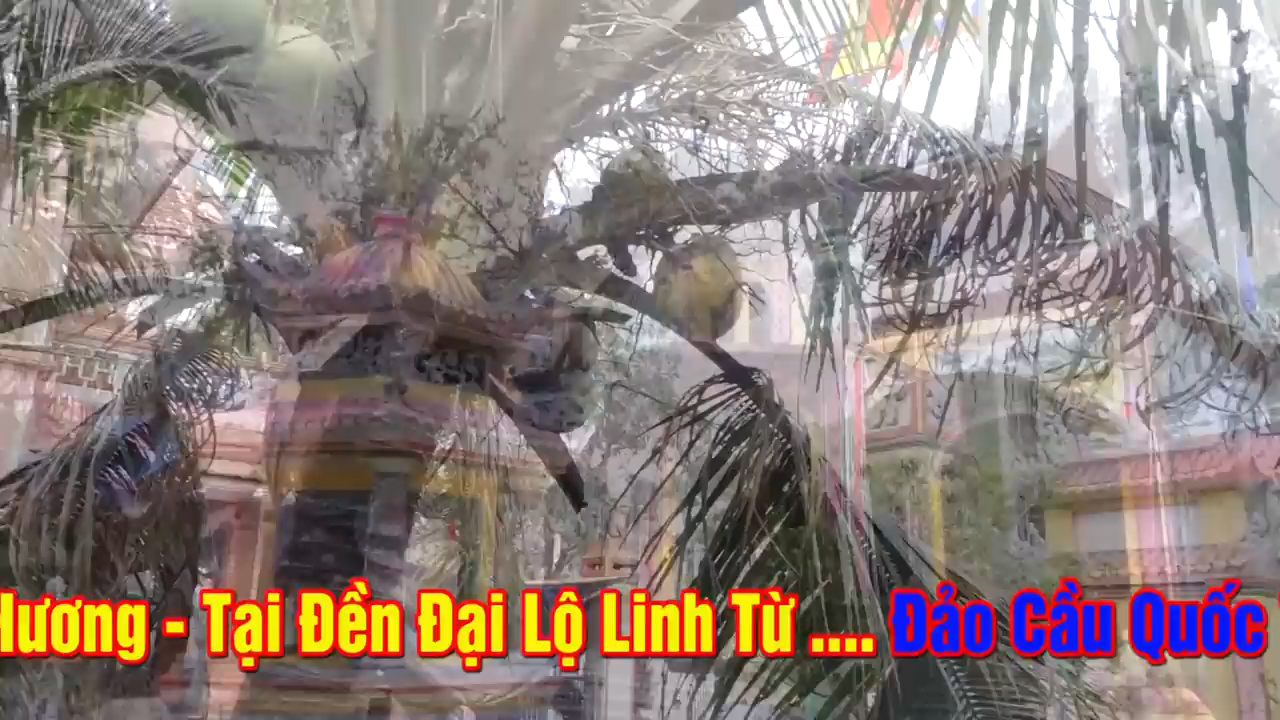 Hương - Tại Đền Đại Lộ Linh Từ .... Đảo Cầu Quốc